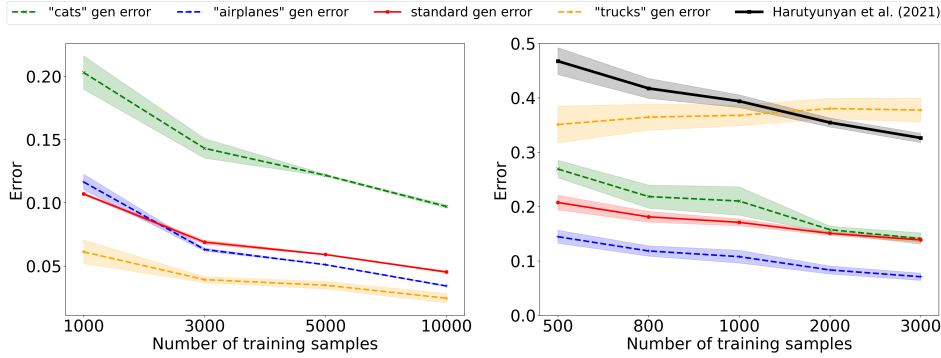 "cats" gen error "airplanes" gen error standard gen error "trucks" gen error Harutyunyan et al. (2021)
0.20
0.15
0.10
0.05
Error
1000 3000 5000 10000
Number of training samples
0.5
0.4
0.3
0.2
0.1
0.0
Error
500 800 1000 2000 3000
Number of training samples